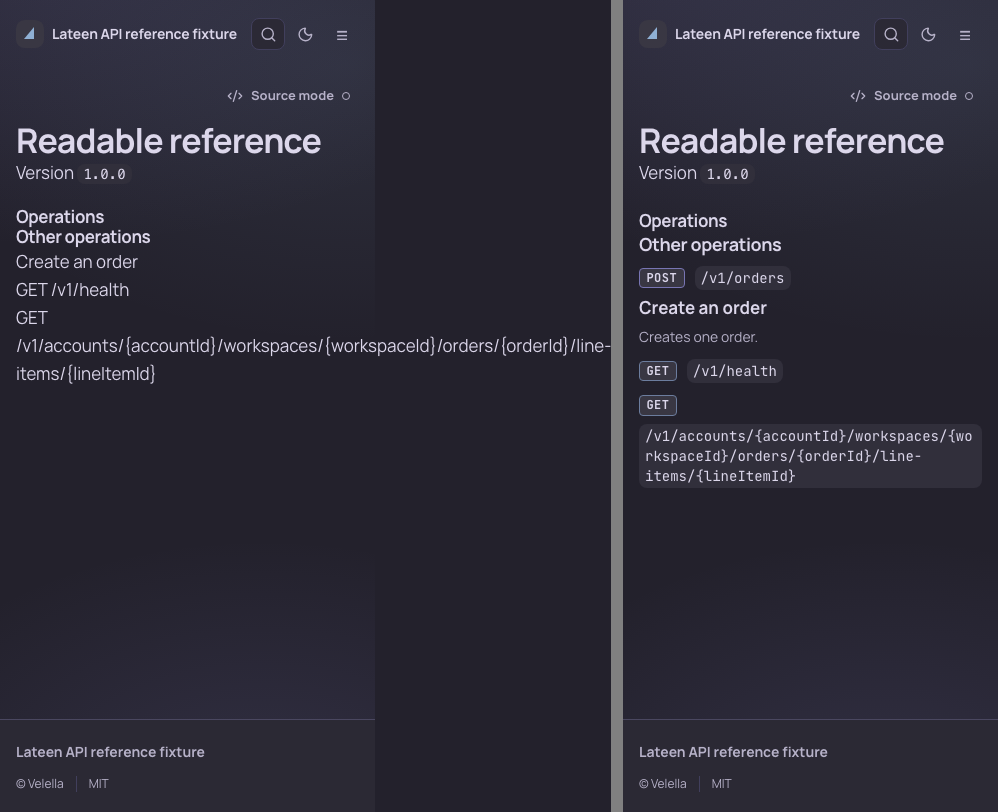 Lateen API reference fixture
Source mode
Readable reference
Version 1.0.0
Operations
Other operations
Create an order
GET /v1/health
GET
/v1/accounts/{accountId}/workspaces/{workspaceId}/orders/{orderId}/line-
items/{lineItemId}
Lateen API reference fixture
© Velella MIT
Lateen API reference fixture
Source mode
Readable reference
Version 1.0.0
Operations
Other operations
POST /v1/orders
Create an order
Creates one order.
GET /v1/health
GET
/v1/accounts/{accountId}/workspaces/{wo
rkspaceId}/orders/{orderId}/line-
items/{lineItemId}
Lateen API reference fixture
© Velella MIT